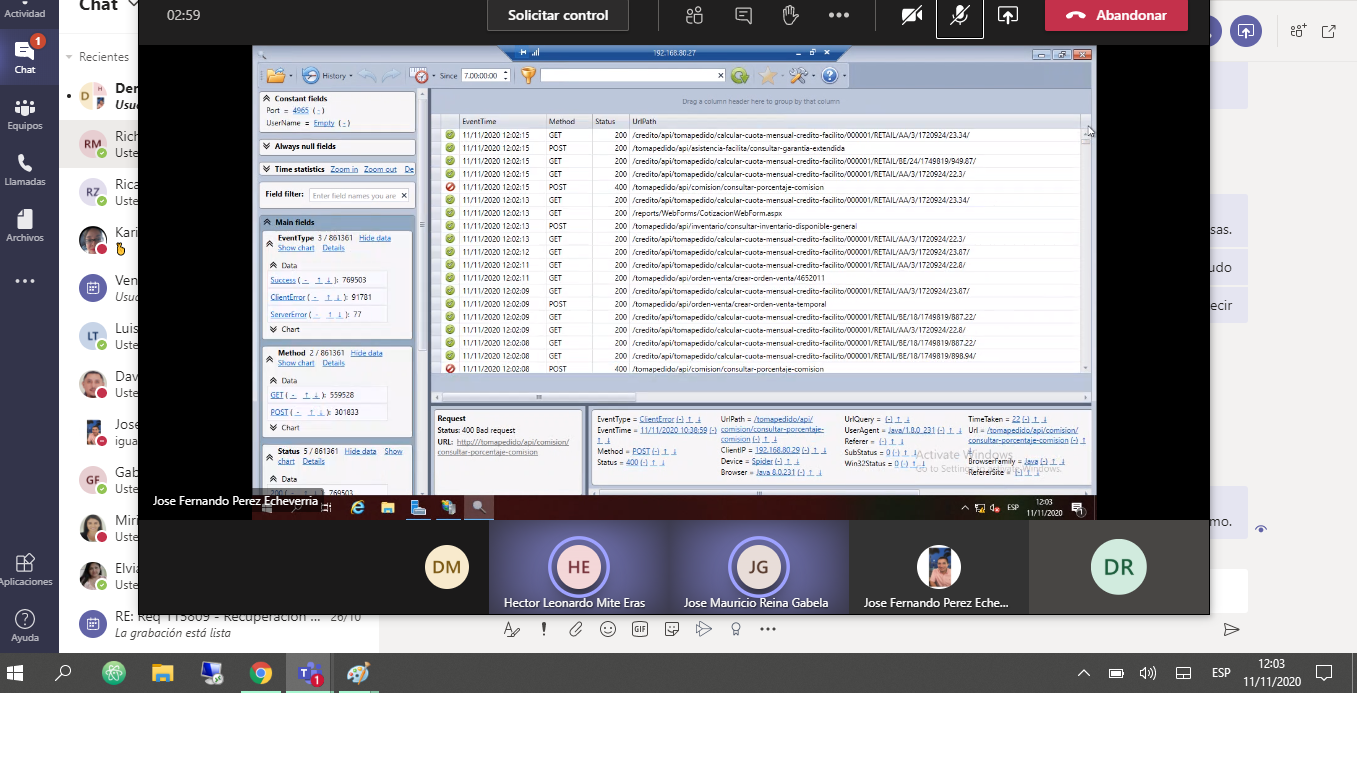 Actividad
Chat
1
Chat
Equipos
Llamadas
Archivos
Aplicaciones
Ayuda
Recientes
D
H
Der
Usua
RM
Rich
Uste
RZ
Rica
Uste
Kari
Ven
Usua
LT
Luis
Uste
Dav
Uste
Jose
igua
GF
Gab
Uste
Miri
Uste
Elvia
Uste
RE: Req 115809 - Recuperación ... 26/10
La grabación está lista
02:59
Solicitar control
Abandonar
192.168.80.27
History
Since 7.00:00:00
Constant fields
Port = 4965 (-)
UserName = Empty (-)
Always null fields
Time statistics Zoom in Zoom out De
Field filter: Enter field names you are
Main fields
EventType 3 / 861361 Hide data
Show chart Details
Data
Success ( - ↑ ↓ ): 769503
ClientError ( - ↑ ↓ ): 91781
ServerError ( - ↑ ↓ ): 77
Chart
Method 2 / 861361 Hide data
Show chart Details
Data
GET ( - ↑ ↓ ): 559528
POST ( - ↑ ↓ ): 301833
Chart
Status 5 / 861361 Hide data Show
chart Details
Data
200 ( - ↑ ↓ ): 769503
Drag a column header here to group by that column
EventTime Method Status UrlPath
11/11/2020 12:02:15 GET 200 /credito/api/tomapedido/calcular-cuota-mensual-credito-facilito/000001/RETAIL/AA/3/1720924/23.34/
11/11/2020 12:02:15 POST 200 /tomapedido/api/asistencia-facilita/consultar-garantia-extendida
11/11/2020 12:02:15 GET 200 /credito/api/tomapedido/calcular-cuota-mensual-credito-facilito/000001/RETAIL/BE/24/1749819/949.87/
11/11/2020 12:02:15 GET 200 /credito/api/tomapedido/calcular-cuota-mensual-credito-facilito/000001/RETAIL/AA/3/1720924/22.3/
11/11/2020 12:02:15 POST 400 /tomapedido/api/comision/consultar-porcentaje-comision
11/11/2020 12:02:13 GET 200 /credito/api/tomapedido/calcular-cuota-mensual-credito-facilito/000001/RETAIL/AA/3/1720924/23.34/
11/11/2020 12:02:13 GET 200 /reports/WebForms/CotizacionWebForm.aspx
11/11/2020 12:02:13 POST 200 /tomapedido/api/inventario/consultar-inventario-disponible-general
11/11/2020 12:02:13 GET 200 /credito/api/tomapedido/calcular-cuota-mensual-credito-facilito/000001/RETAIL/AA/3/1720924/22.3/
11/11/2020 12:02:12 GET 200 /credito/api/tomapedido/calcular-cuota-mensual-credito-facilito/000001/RETAIL/AA/3/1720924/23.87/
11/11/2020 12:02:11 GET 200 /credito/api/tomapedido/calcular-cuota-mensual-credito-facilito/000001/RETAIL/AA/3/1720924/22.8/
11/11/2020 12:02:11 GET 200 /tomapedido/api/orden-venta/crear-orden-venta/4652011
11/11/2020 12:02:09 GET 200 /credito/api/tomapedido/calcular-cuota-mensual-credito-facilito/000001/RETAIL/AA/3/1720924/23.87/
11/11/2020 12:02:09 POST 200 /tomapedido/api/orden-venta/crear-orden-venta-temporal
11/11/2020 12:02:09 GET 200 /credito/api/tomapedido/calcular-cuota-mensual-credito-facilito/000001/RETAIL/BE/18/1749819/887.22/
11/11/2020 12:02:09 GET 200 /credito/api/tomapedido/calcular-cuota-mensual-credito-facilito/000001/RETAIL/AA/3/1720924/22.8/
11/11/2020 12:02:08 GET 200 /credito/api/tomapedido/calcular-cuota-mensual-credito-facilito/000001/RETAIL/BE/18/1749819/887.22/
11/11/2020 12:02:08 GET 200 /credito/api/tomapedido/calcular-cuota-mensual-credito-facilito/000001/RETAIL/BE/18/1749819/898.94/
11/11/2020 12:02:08 POST 400 /tomapedido/api/comision/consultar-porcentaje-comision
Request
Status: 400 Bad request
URL: http://tomapedido/api/comision/
consultar-porcentaje-comision
EventType = ClientError (-) ↑ ↓
EventTime = 11/11/2020 10:38:59 (-)
↑ ↓
Method = POST (-) ↑ ↓
Status = 400 (-) ↑ ↓
UrlPath = /tomapedido/api/
comision/consultar-porcentaje-
comision (-) ↑ ↓
ClientIP = 192.168.80.29 (-) ↑ ↓
Device = Spider (-) ↑ ↓
Browser = Java 8.0.231 (-) ↑ ↓
UrlQuery = (-) ↑ ↓
UserAgent = Java/1.8.0_231 (-) ↑ ↓
Referer = (-) ↑ ↓
SubStatus = 0 (-) ↑ ↓
Win32Status = 0 (-) ↑ ↓
TimeTaken = 22 (-) ↑ ↓
Url = /tomapedido/api/comision/
consultar-porcentaje-comision (-) ↑
BrowserFamily = Java (-) ↑ ↓
RefererSite = (-) ↑ ↓
Activate Windows
Go to Settings to activate Windows.
Jose Fernando Perez Echeverria
ESP
12:03
11/11/2020
1
DM
HE
Hector Leonardo Mite Eras
JG
Jose Mauricio Reina Gabela
Jose Fernando Perez Eche...
DR
sas.
udo
ecir
mo.
GIF
1
ESP
12:03
11/11/2020